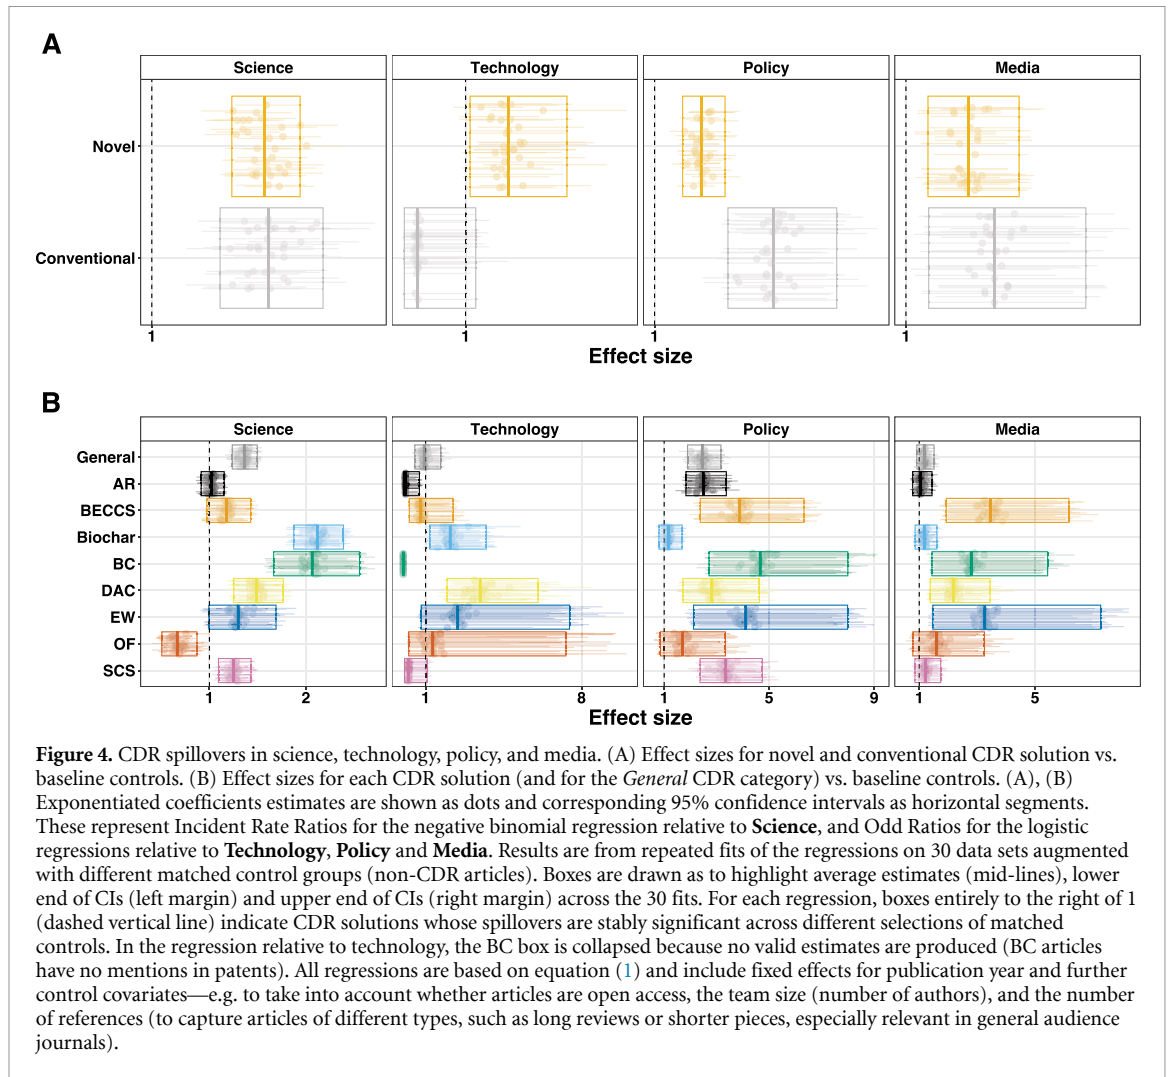 A
Science
Technology
Policy
Media
Novel
Conventional
1
1
1
1
Effect size
B
Science
Technology
Policy
Media
General
AR
BECCS
Biochar
BC
DAC
EW
OF
SCS
1 2
1 8
1 5 9
1 5
Effect size
Figure 4. CDR spillovers in science, technology, policy, and media. (A) Effect sizes for novel and conventional CDR solution vs.
baseline controls. (B) Effect sizes for each CDR solution (and for the General CDR category) vs. baseline controls. (A), (B)
Exponentiated coefficients estimates are shown as dots and corresponding 95% confidence intervals as horizontal segments.
These represent Incident Rate Ratios for the negative binomial regression relative to Science, and Odd Ratios for the logistic
regressions relative to Technology, Policy and Media. Results are from repeated fits of the regressions on 30 data sets augmented
with different matched control groups (non-CDR articles). Boxes are drawn as to highlight average estimates (mid-lines), lower
end of CIs (left margin) and upper end of CIs (right margin) across the 30 fits. For each regression, boxes entirely to the right of 1
(dashed vertical line) indicate CDR solutions whose spillovers are stably significant across different selections of matched
controls. In the regression relative to technology, the BC box is collapsed because no valid estimates are produced (BC articles
have no mentions in patents). All regressions are based on equation (1) and include fixed effects for publication year and further
control covariates—e.g. to take into account whether articles are open access, the team size (number of authors), and the number
of references (to capture articles of different types, such as long reviews or shorter pieces, especially relevant in general audience
journals).